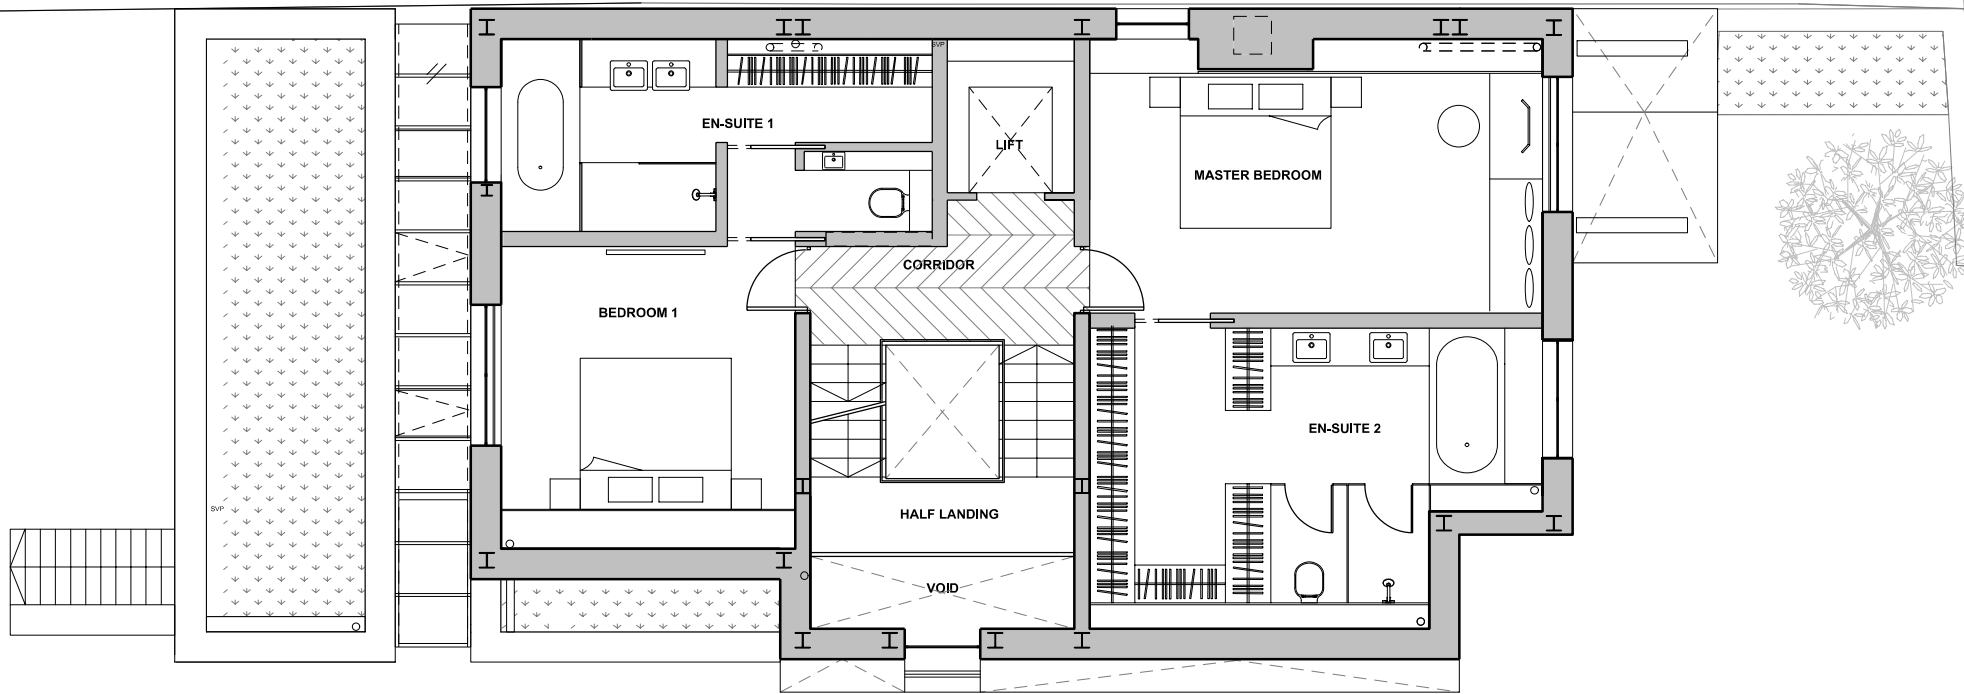 SVP
EN-SUITE 1
LIFT
MASTER BEDROOM
CORRIDOR
BEDROOM 1
EN-SUITE 2
SVP
HALF LANDING
VOID